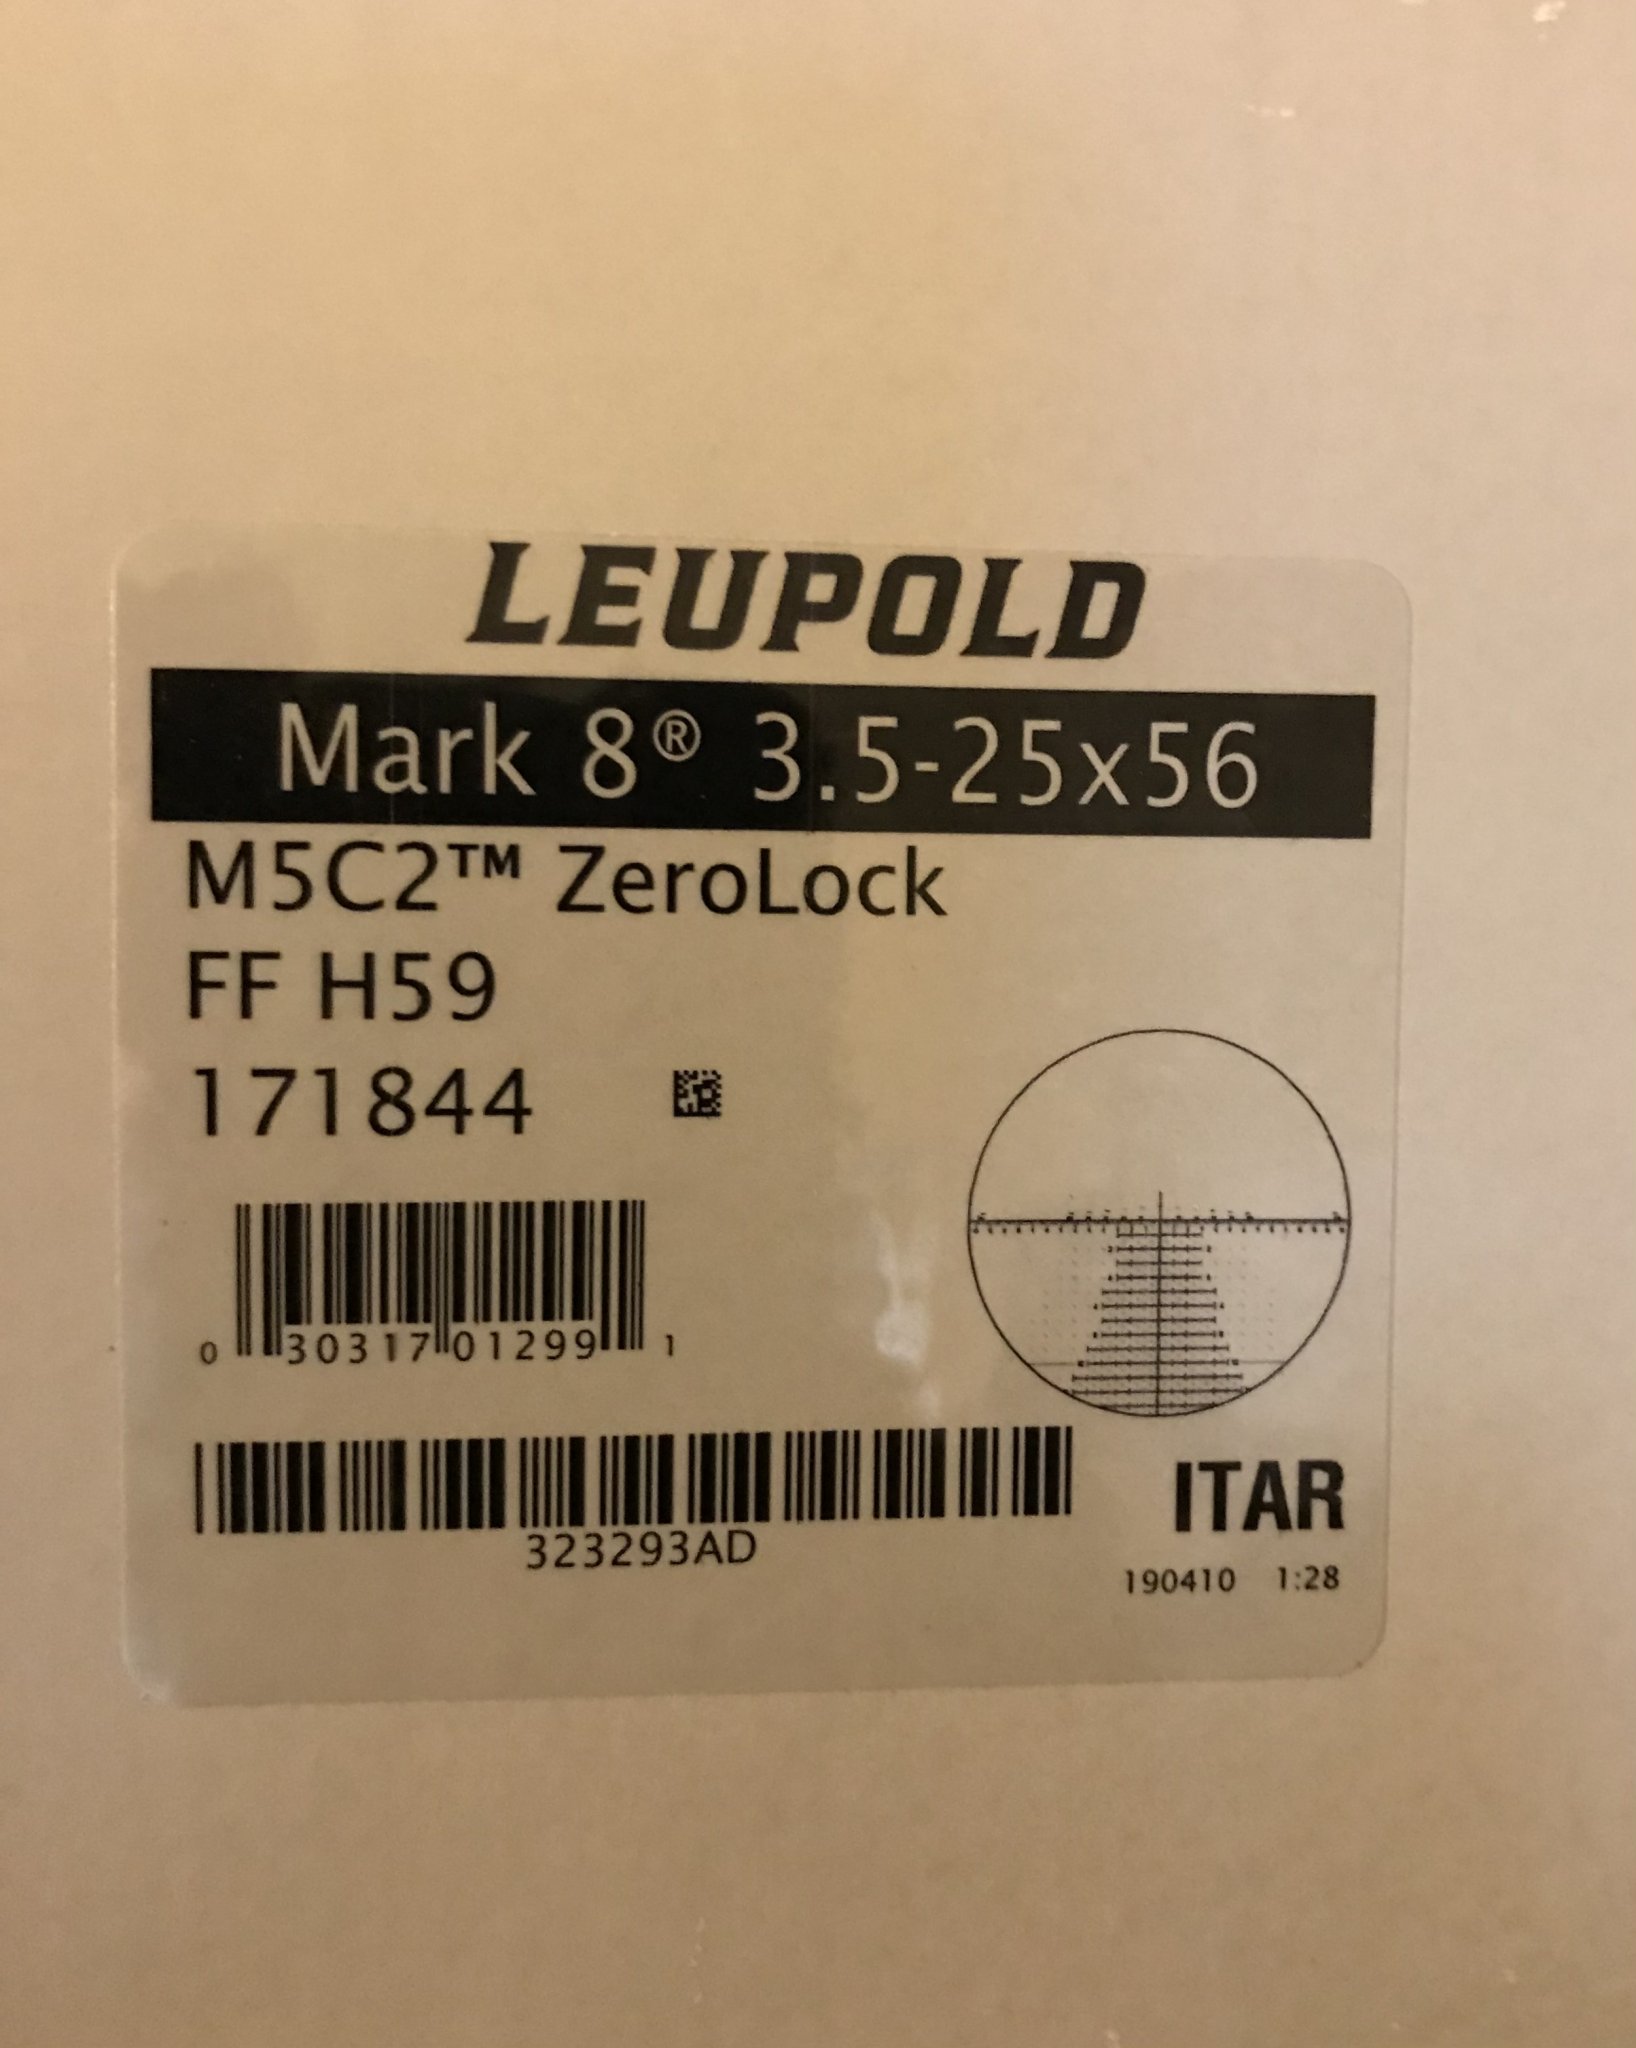 LEUPOLD
Mark 8® 3.5-25x56
M5C2™ ZeroLock
FF H59
171844
0 30317 01299 1
323293AD
ITAR
190410 1:28